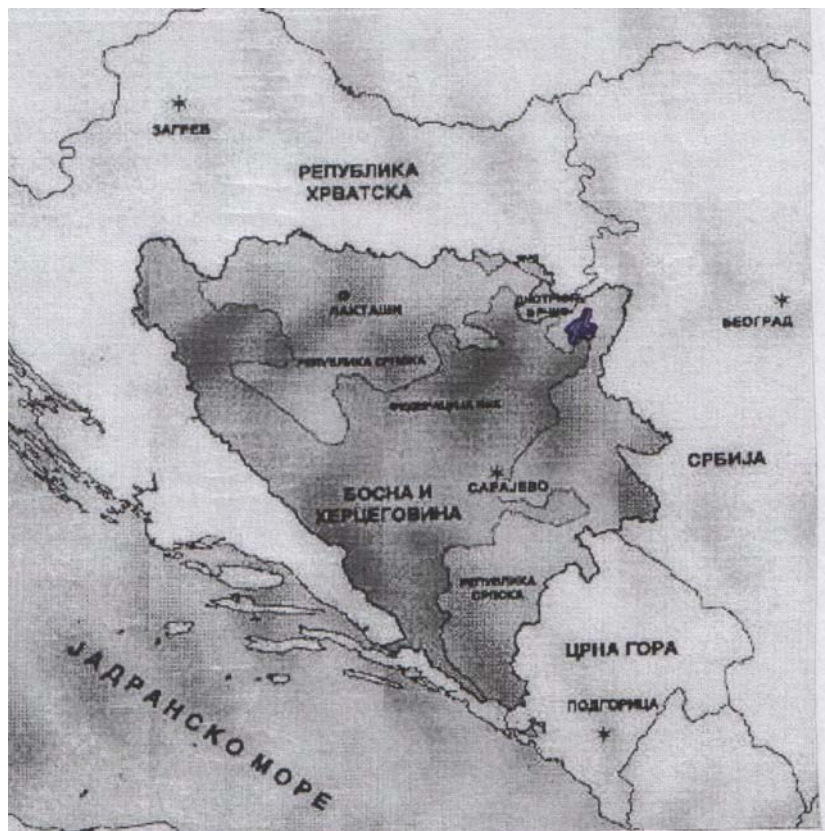 ЗАГРЕБ
РЕПУБЛИКА
ХРВАТСКА
ЛАКТАШИ
БЕОГРАД
РЕПУБЛИКА СРПСКА
ФЕДЕРАЦИЈА БИХ
СРБИЈА
САРАЈЕВО
БОСНА И
ХЕРЦЕГОВИНА
РЕПУБЛИКА
СРПСКА
ЦРНА ГОРА
ПОДГОРИЦА
ЈАДРАНСКО МОРЕ